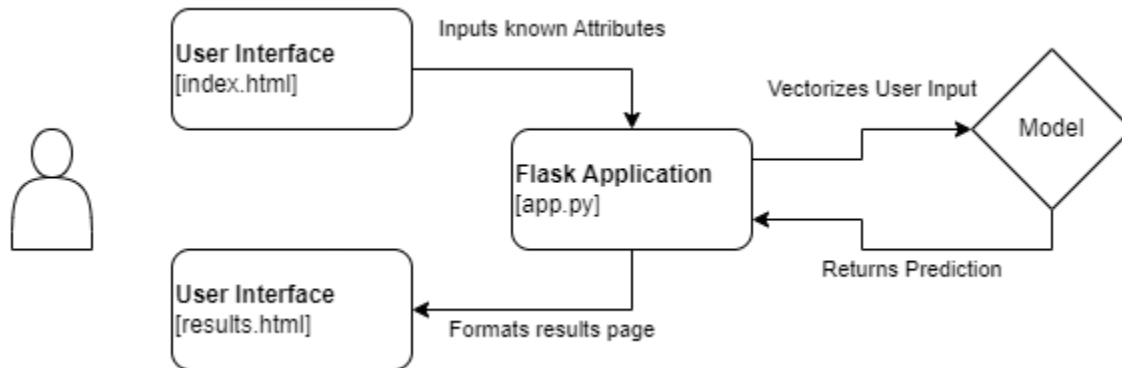 Inputs known Attributes
User Interface
[index.html]
Vectorizes User Input
Model
Flask Application
[app.py]
Returns Prediction
User Interface
[results.html]
Formats results page